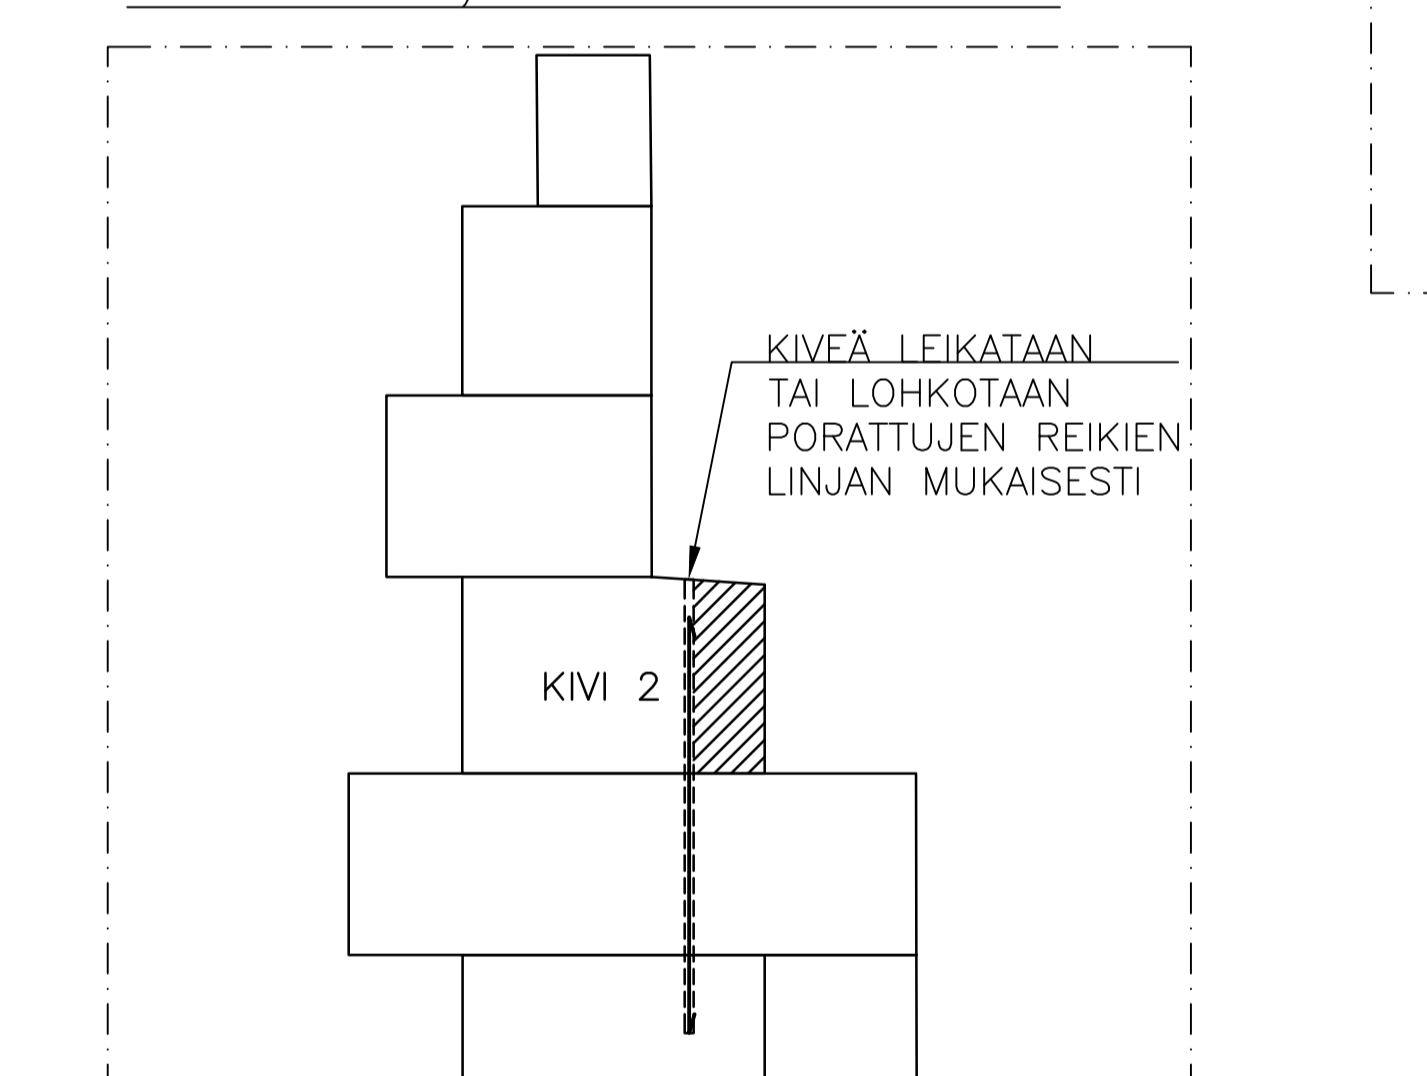 KIVEÄ LEIKATAAN
TAI LOHKOTAAN
PORATTUJEN REIKIEN
LINJAN MUKAISESTI
KIVI 2